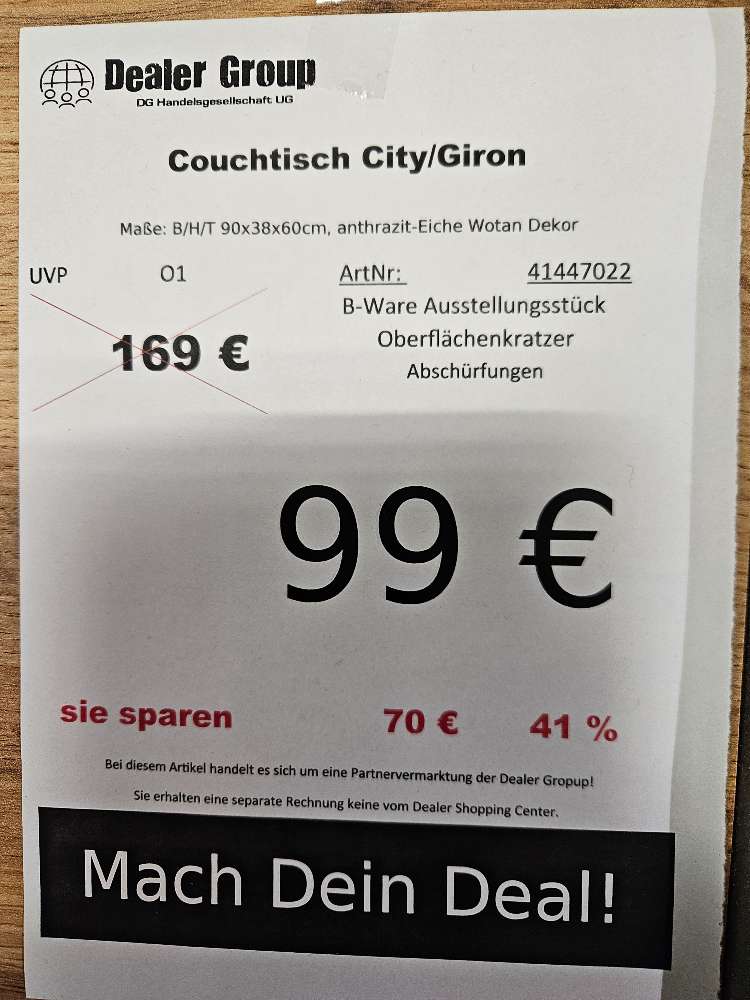 Dealer Group
DG Handelsgesellschaft UG
Couchtisch City/Giron
Maße: B/H/T 90x38x60cm, anthrazit-Eiche Wotan Dekor
UVP O1 ArtNr: 41447022
B-Ware Ausstellungsstück
169 € Oberflächenkratzer
Abschürfungen
99 €
sie sparen 70 € 41 %
Bei diesem Artikel handelt es sich um eine Partnervermarktung der Dealer Gropup!
Sie erhalten eine separate Rechnung keine vom Dealer Shopping Center.
Mach Dein Deal!